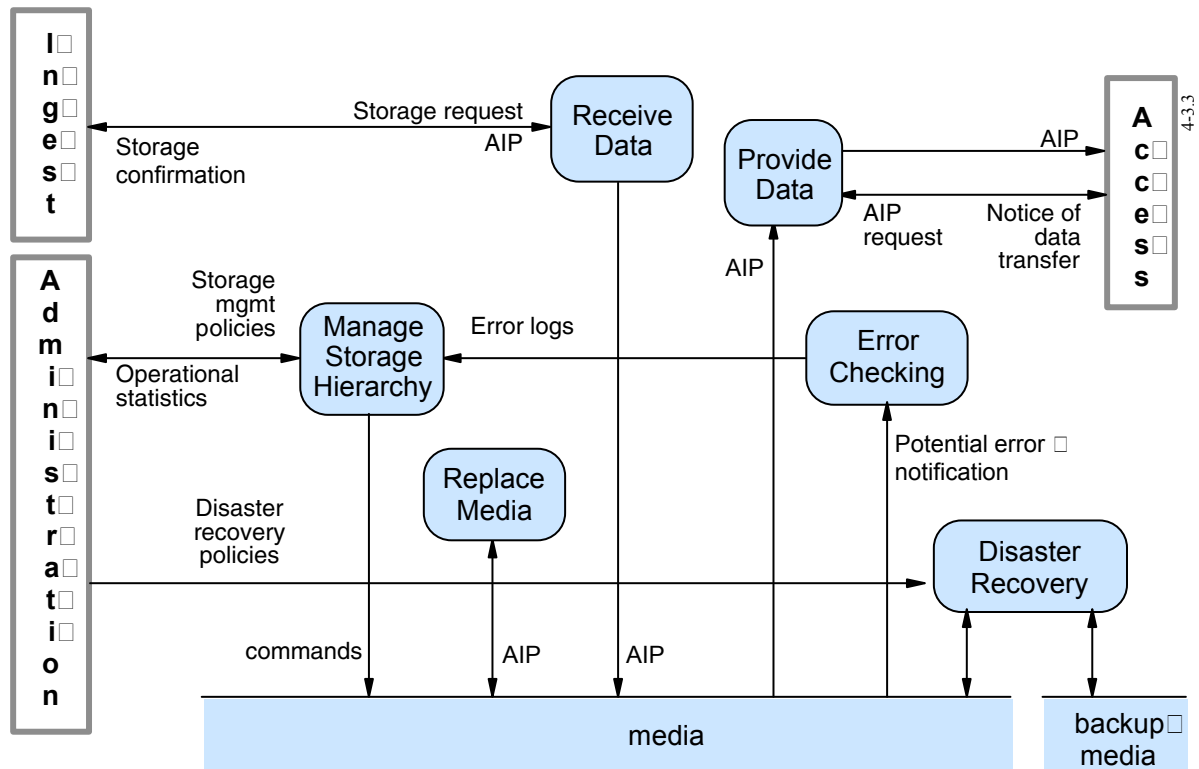 Ingest
Storage request
AIP
Storage
confirmation
Receive
Data
Provide
Data
AIP
AIP
request
Notice of
data
transfer
Access
4-3.3
Administration
Storage
mgmt
policies
Operational
statistics
Manage
Storage
Hierarchy
Error logs
AIP
Error
Checking
Potential error
notification
Replace
Media
Disaster
recovery
policies
Disaster
Recovery
commands
AIP
AIP
media
backup
media